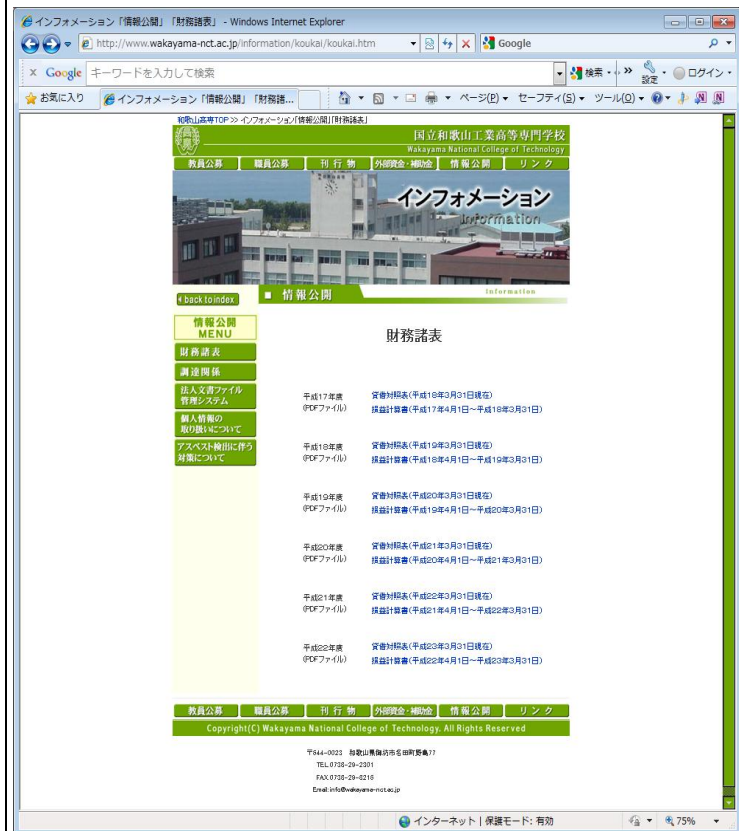 インフォメーション「情報公開」「財務諸表」 - Windows Internet Explorer
http://www.wakayama-nct.ac.jp/information/koukai/koukai.htm
Google
x Google キーワードを入力して検索 検索 設定 ログイン
お気に入り インフォメーション「情報公開」「財務諸... ページ(P) セーフティ(S) ツール(O)
和歌山高専TOP >> インフォメーション/「情報公開」「財務諸表」
国立和歌山工業高等専門学校
Wakayama National College of Technology
教員公募 職員公募 刊行物 外部資金・補助金 情報公開 リンク
インフォメーション
Information
back to index
■ 情報公開 Information
情報公開
MENU
財務諸表
調達関係
法人文書ファイル
管理システム
個人情報の
取り扱いについて
アスベスト検出に伴う
対策について
財務諸表
平成17年度 貸借対照表(平成18年3月31日現在)
(PDFファイル) 損益計算書(平成17年4月1日～平成18年3月31日)
平成18年度 貸借対照表(平成19年3月31日現在)
(PDFファイル) 損益計算書(平成18年4月1日～平成19年3月31日)
平成19年度 貸借対照表(平成20年3月31日現在)
(PDFファイル) 損益計算書(平成19年4月1日～平成20年3月31日)
平成20年度 貸借対照表(平成21年3月31日現在)
(PDFファイル) 損益計算書(平成20年4月1日～平成21年3月31日)
平成21年度 貸借対照表(平成22年3月31日現在)
(PDFファイル) 損益計算書(平成21年4月1日～平成22年3月31日)
平成22年度 貸借対照表(平成23年3月31日現在)
(PDFファイル) 損益計算書(平成22年4月1日～平成23年3月31日)
教員公募 職員公募 刊行物 外部資金・補助金 情報公開 リンク
Copyright(C) Wakayama National College of Technology. All Rights Reserved
〒644-0023 和歌山県御坊市名田町野島77
TEL.0738-29-2301
FAX.0738-29-8216
Email:info@wakayama-nct.ac.jp
インターネット | 保護モード: 有効 75%